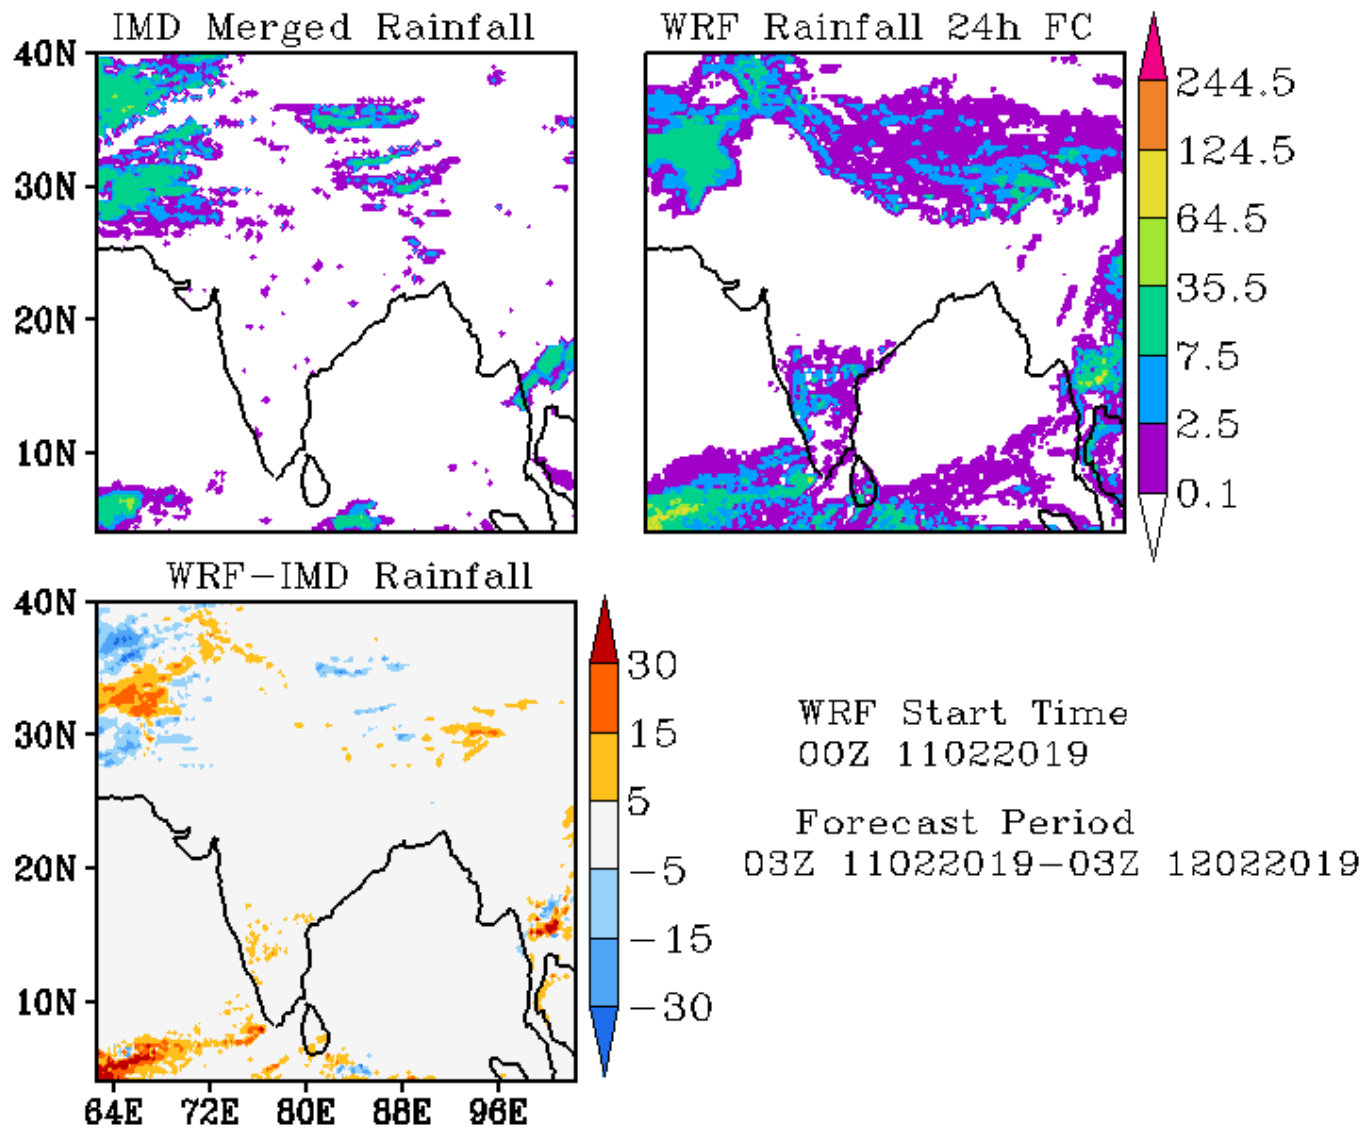 IMD Merged Rainfall
WRF Rainfall 24h FC
40N
30N
20N
10N
244.5
124.5
64.5
35.5
7.5
2.5
0.1
WRF-IMD Rainfall
40N
30N
20N
10N
64E 72E 80E 88E 96E
30
15
5
-5
-15
-30
WRF Start Time
00Z 11022019
Forecast Period
03Z 11022019-03Z 12022019